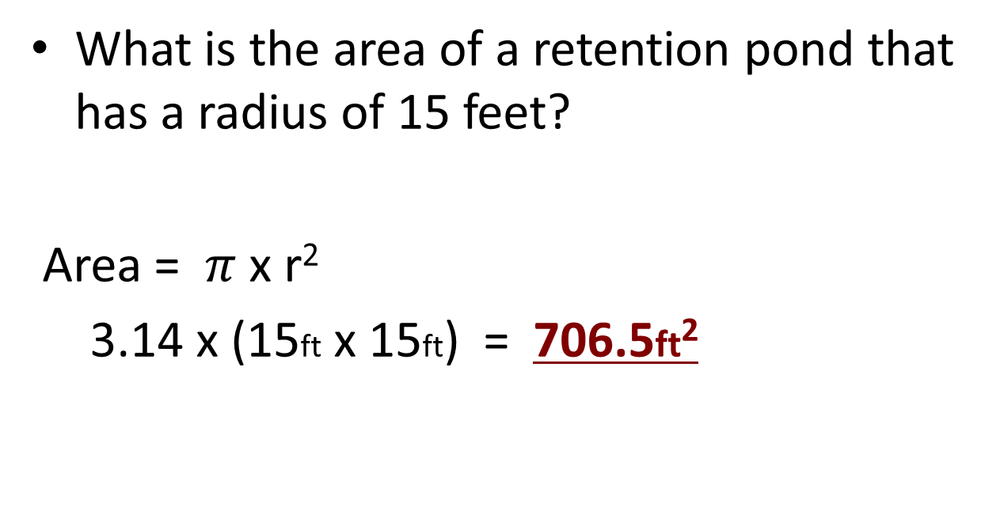 • What is the area of a retention pond that
has a radius of 15 feet?
Area = 𝜋 x r²
3.14 x (15ft x 15ft) = 706.5ft²